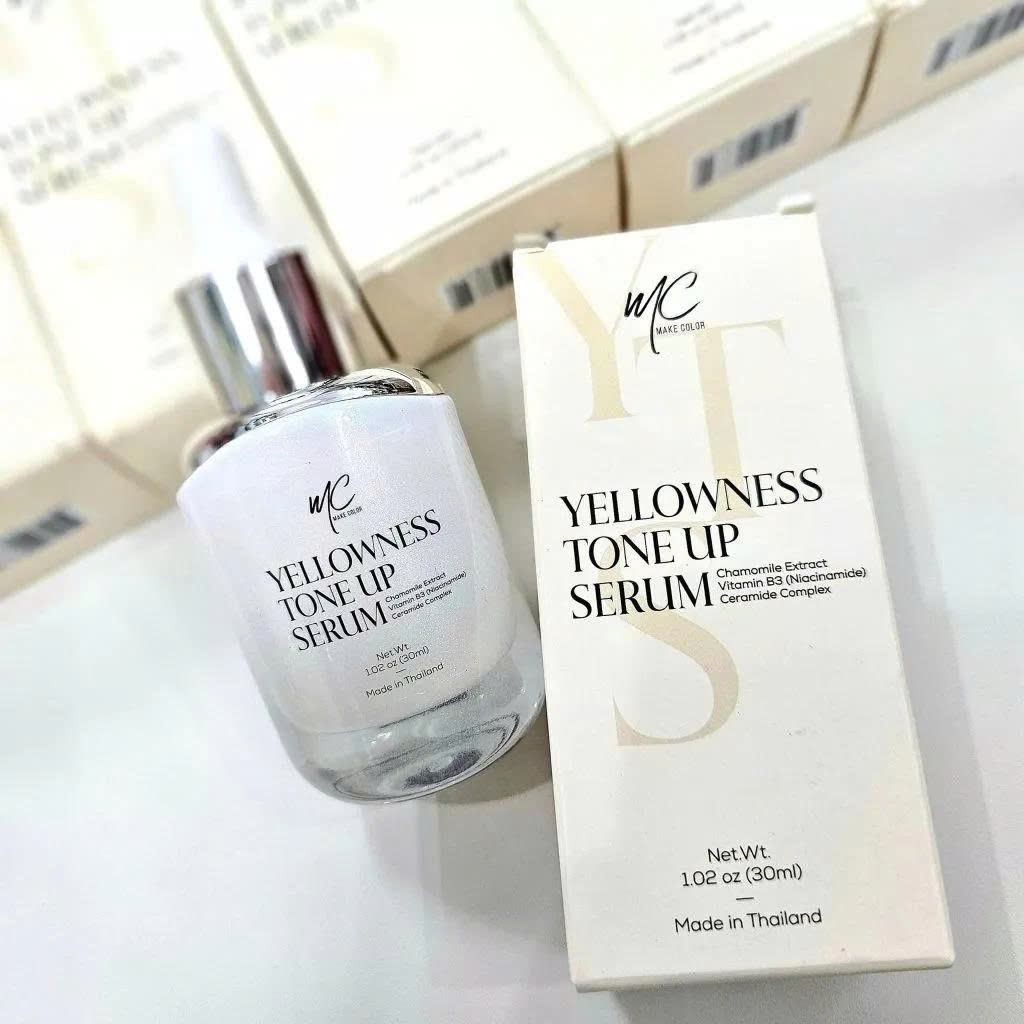 mc
MAKE COLOR
YELLOWNESS
TONE UP
SERUM
Chamomile Extract
Vitamin B3 (Niacinamide)
Ceramide Complex
Net.Wt.
1.02 oz (30ml)
Made in Thailand
YTS
mc
MAKE COLOR
YELLOWNESS
TONE UP
SERUM
Chamomile Extract
Vitamin B3 (Niacinamide)
Ceramide Complex
Net.Wt.
1.02 oz (30ml)
Made in Thailand